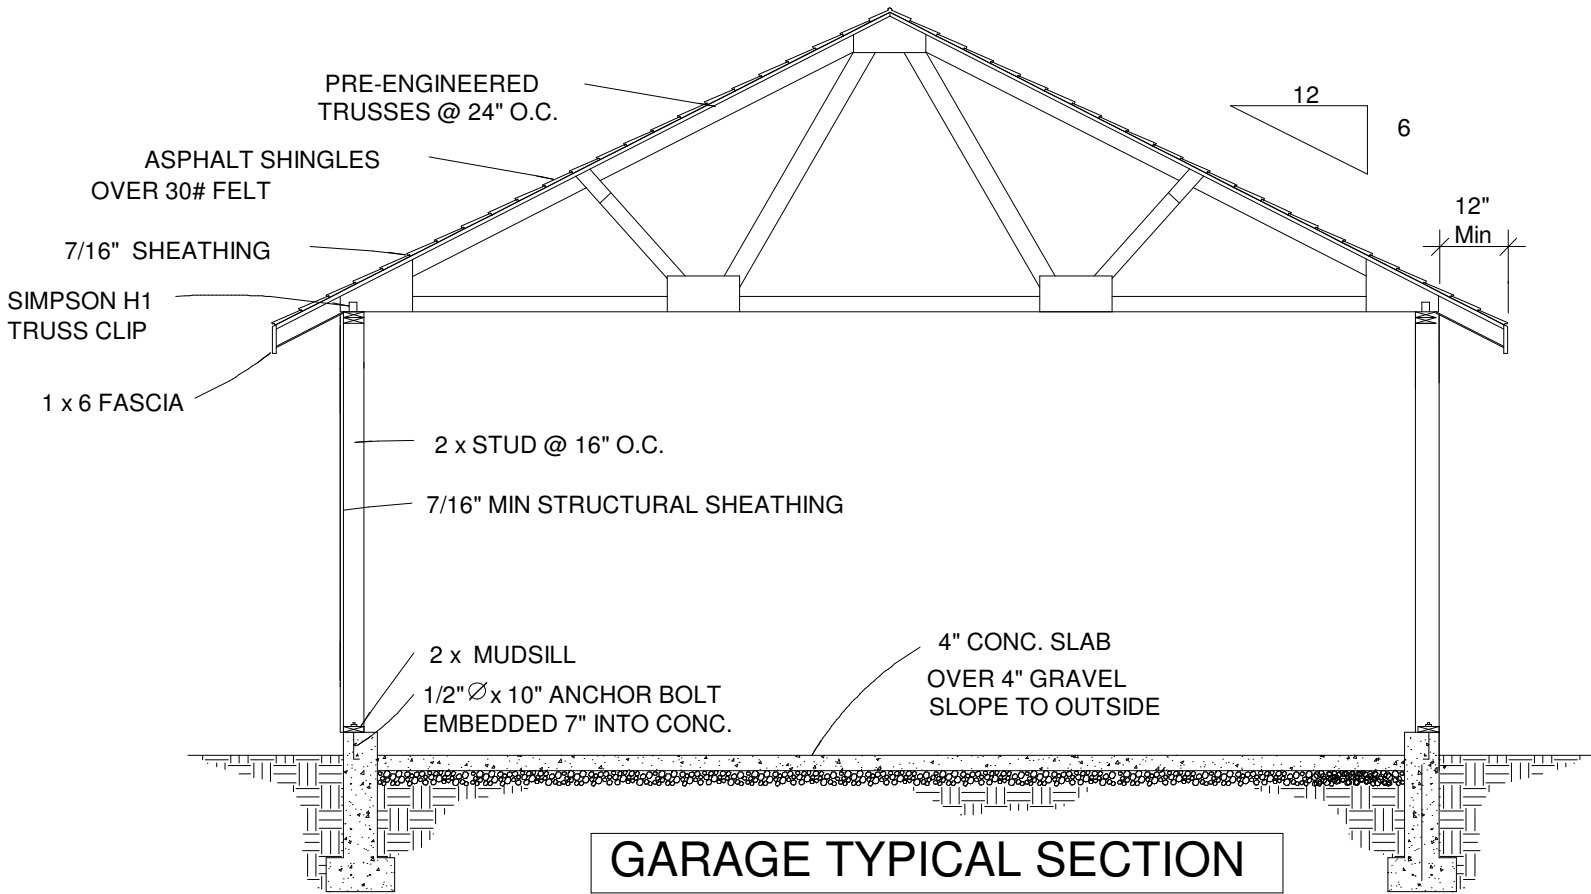 PRE-ENGINEERED
TRUSSES @ 24" O.C.
12
6
ASPHALT SHINGLES
OVER 30# FELT
12"
Min
7/16" SHEATHING
SIMPSON H1
TRUSS CLIP
1 x 6 FASCIA
2 x STUD @ 16" O.C.
7/16" MIN STRUCTURAL SHEATHING
2 x MUDSILL
1/2" Ø x 10" ANCHOR BOLT
EMBEDDED 7" INTO CONC.
4" CONC. SLAB
OVER 4" GRAVEL
SLOPE TO OUTSIDE
GARAGE TYPICAL SECTION